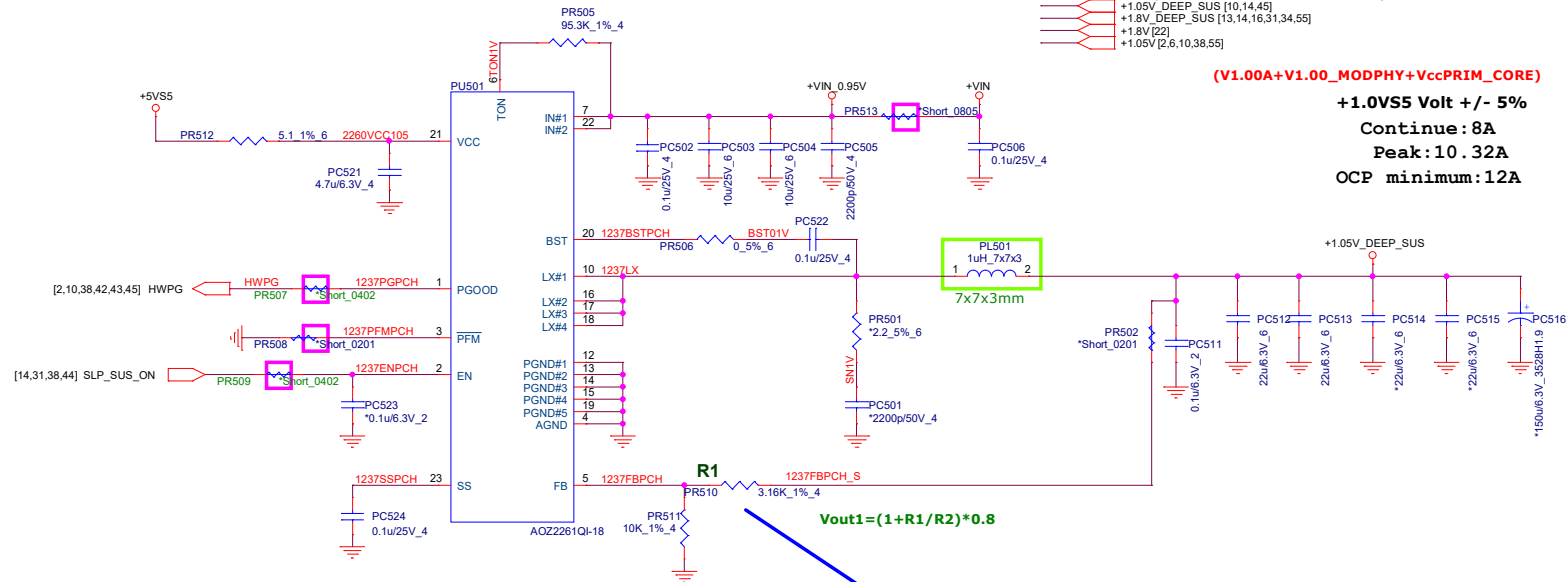 +1.05V_DEEP_SUS [10,14,45]
+1.8V_DEEP_SUS [13,14,16,31,34,55]
+1.8V [22]
+1.05V [2,6,10,38,55]
(V1.00A+V1.00_MODPHY+VccPRIM_CORE)
+1.0VS5 Volt +/- 5%
Continue:8A
Peak:10.32A
OCP minimum:12A
PR505
95.3K_1%_4
TON1V
6
PU501
TON
+5VS5
PR512
5.1_1%_6
2260VCC105
21
VCC
PC521
4.7u/6.3V_4
IN#1
7
IN#2
22
+VIN_0.95V
PR513
*Short_0805
+VIN
PC502
0.1u/25V_4
PC503
10u/25V_6
PC504
10u/25V_6
PC505
2200p/50V_4
PC506
0.1u/25V_4
BST
20
1237BSTPCH
PR506
0_5%_6
BST01V
PC522
0.1u/25V_4
LX#1
10
1237LX
LX#2
16
LX#3
17
LX#4
18
PL501
1uH_7x7x3
1
2
7x7x3mm
+1.05V_DEEP_SUS
[2,10,38,42,43,45] HWPG
HWPG
PR507
*Short_0402
1237PGPCH
1
PGOOD
PR508
*Short_0201
1237PFMPCH
3
PFM
[14,31,38,44] SLP_SUS_ON
PR509
*Short_0402
1237ENPCH
2
EN
PC523
*0.1u/6.3V_2
PGND#1
12
PGND#2
13
PGND#3
14
PGND#4
15
PGND#5
19
AGND
4
PR501
*2.2_5%_6
SN1V
PC501
*2200p/50V_4
PR502
*Short_0201
PC511
0.1u/6.3V_2
PC512
22u/6.3V_6
PC513
22u/6.3V_6
PC514
*22u/6.3V_6
PC515
*22u/6.3V_6
+
PC516
*150u/6.3V_3528H1.9
1237SSPCH
23
SS
PC524
0.1u/25V_4
FB
5
1237FBPCH
R1
PR510
3.16K_1%_4
1237FBPCH_S
PR511
10K_1%_4
AOZ2261QI-18
Vout1=(1+R1/R2)*0.8